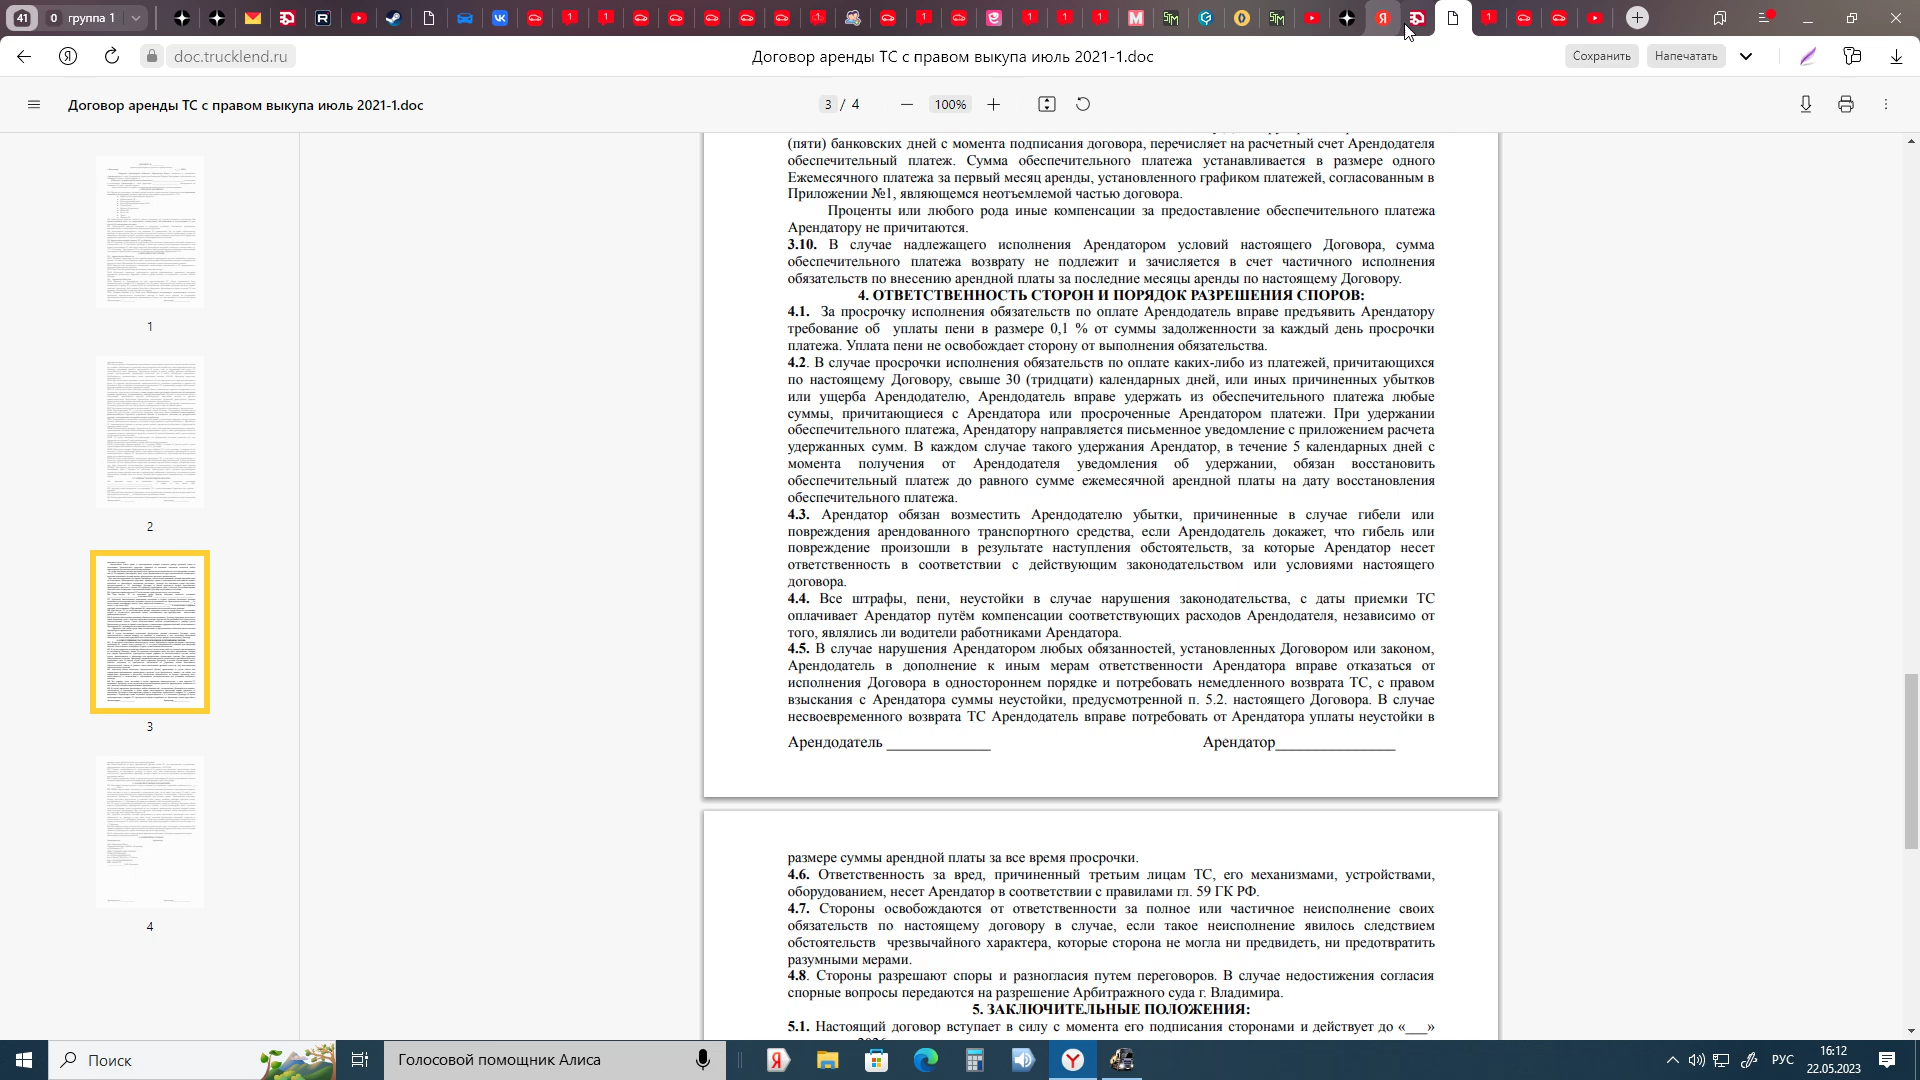 41 0 группа 1
doc.trucklend.ru
Договор аренды ТС с правом выкупа июль 2021-1.doc
Сохранить Напечатать
Договор аренды ТС с правом выкупа июль 2021-1.doc
3 / 4
100%
1
2
3
4
(пяти) банковских дней с момента подписания договора, перечисляет на расчетный счет Арендодателя
обеспечительный платеж. Сумма обеспечительного платежа устанавливается в размере одного
Ежемесячного платежа за первый месяц аренды, установленного графиком платежей, согласованным в
Приложении №1, являющемся неотъемлемой частью договора.
Проценты или любого рода иные компенсации за предоставление обеспечительного платежа
Арендатору не причитаются.
3.10. В случае надлежащего исполнения Арендатором условий настоящего Договора, сумма
обеспечительного платежа возврату не подлежит и зачисляется в счет частичного исполнения
обязательств по внесению арендной платы за последние месяцы аренды по настоящему Договору.
4. ОТВЕТСТВЕННОСТЬ СТОРОН И ПОРЯДОК РАЗРЕШЕНИЯ СПОРОВ:
4.1. За просрочку исполнения обязательств по оплате Арендодатель вправе предъявить Арендатору
требование об уплаты пени в размере 0,1 % от суммы задолженности за каждый день просрочки
платежа. Уплата пени не освобождает сторону от выполнения обязательства.
4.2. В случае просрочки исполнения обязательств по оплате каких-либо из платежей, причитающихся
по настоящему Договору, свыше 30 (тридцати) календарных дней, или иных причиненных убытков
или ущерба Арендодателю, Арендодатель вправе удержать из обеспечительного платежа любые
суммы, причитающиеся с Арендатора или просроченные Арендатором платежи. При удержании
обеспечительного платежа, Арендатору направляется письменное уведомление с приложением расчета
удержанных сумм. В каждом случае такого удержания Арендатор, в течение 5 календарных дней с
момента получения от Арендодателя уведомления об удержании, обязан восстановить
обеспечительный платеж до равного сумме ежемесячной арендной платы на дату восстановления
обеспечительного платежа.
4.3. Арендатор обязан возместить Арендодателю убытки, причиненные в случае гибели или
повреждения арендованного транспортного средства, если Арендодатель докажет, что гибель или
повреждение произошли в результате наступления обстоятельств, за которые Арендатор несет
ответственность в соответствии с действующим законодательством или условиями настоящего
договора.
4.4. Все штрафы, пени, неустойки в случае нарушения законодательства, с даты приемки ТС
оплачивает Арендатор путём компенсации соответствующих расходов Арендодателя, независимо от
того, являлись ли водители работниками Арендатора.
4.5. В случае нарушения Арендатором любых обязанностей, установленных Договором или законом,
Арендодатель в дополнение к иным мерам ответственности Арендатора вправе отказаться от
исполнения Договора в одностороннем порядке и потребовать немедленного возврата ТС, с правом
взыскания с Арендатора суммы неустойки, предусмотренной п. 5.2. настоящего Договора. В случае
несвоевременного возврата ТС Арендодатель вправе потребовать от Арендатора уплаты неустойки в
Арендодатель ______________ Арендатор________________
размере суммы арендной платы за все время просрочки.
4.6. Ответственность за вред, причиненный третьим лицам ТС, его механизмами, устройствами,
оборудованием, несет Арендатор в соответствии с правилами гл. 59 ГК РФ.
4.7. Стороны освобождаются от ответственности за полное или частичное неисполнение своих
обязательств по настоящему договору в случае, если такое неисполнение явилось следствием
обстоятельств чрезвычайного характера, которые сторона не могла ни предвидеть, ни предотвратить
разумными мерами.
4.8. Стороны разрешают споры и разногласия путем переговоров. В случае недостижения согласия
спорные вопросы передаются на разрешение Арбитражного суда г. Владимира.
5. ЗАКЛЮЧИТЕЛЬНЫЕ ПОЛОЖЕНИЯ:
5.1. Настоящий договор вступает в силу с момента его подписания сторонами и действует до «___»
Поиск
Голосовой помощник Алиса
РУС
16:12
22.05.2023